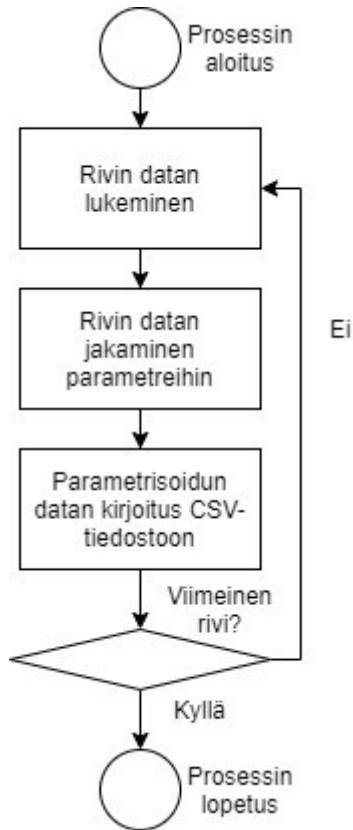 Prosessin
aloitus
Rivin datan
lukeminen
Rivin datan
jakaminen
parametreihin
Ei
Parametrisoidun
datan kirjoitus CSV-
tiedostoon
Viimeinen
rivi?
Kyllä
Prosessin
lopetus